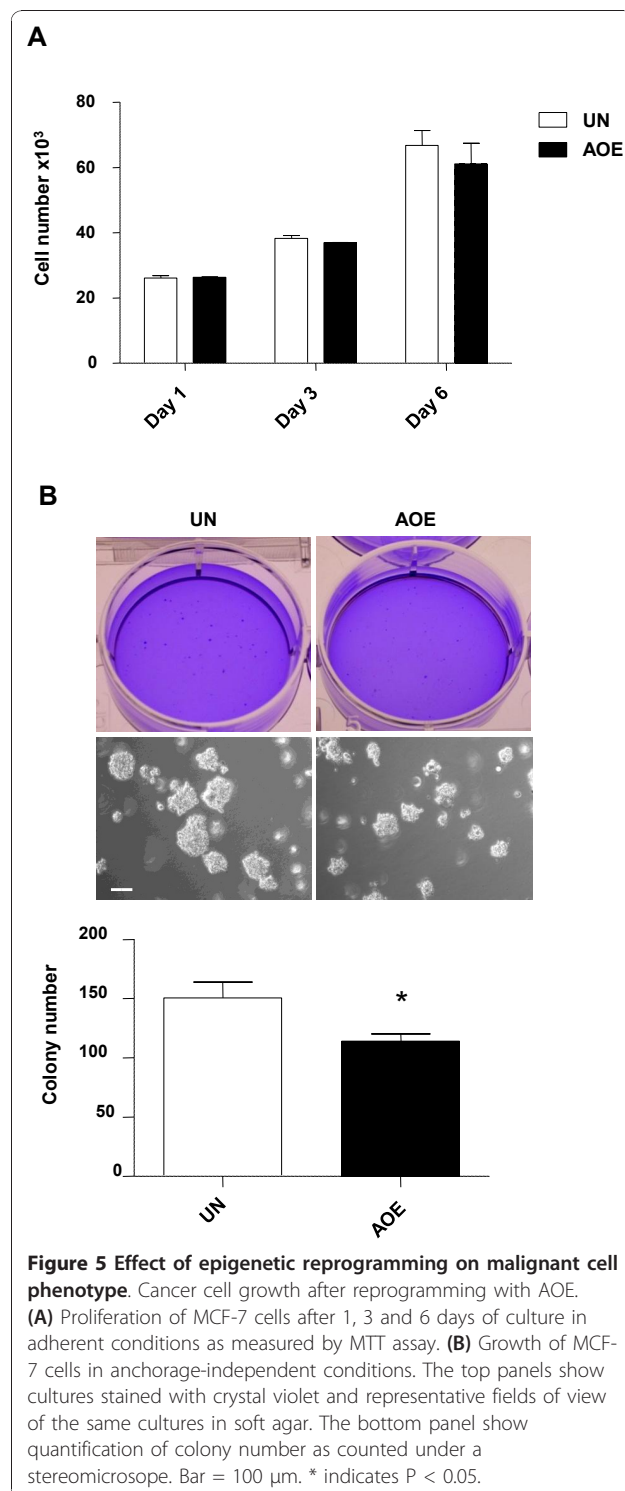 A
80
60
40
20
0
Cell number x10³
UN
AOE
Day 1
Day 3
Day 6
B
UN
AOE
200
150
100
50
0
Colony number
*
UN
AOE
Figure 5 Effect of epigenetic reprogramming on malignant cell
phenotype. Cancer cell growth after reprogramming with AOE.
(A) Proliferation of MCF-7 cells after 1, 3 and 6 days of culture in
adherent conditions as measured by MTT assay. (B) Growth of MCF-
7 cells in anchorage-independent conditions. The top panels show
cultures stained with crystal violet and representative fields of view
of the same cultures in soft agar. The bottom panel show
quantification of colony number as counted under a
stereomicrosope. Bar = 100 μm. * indicates P < 0.05.